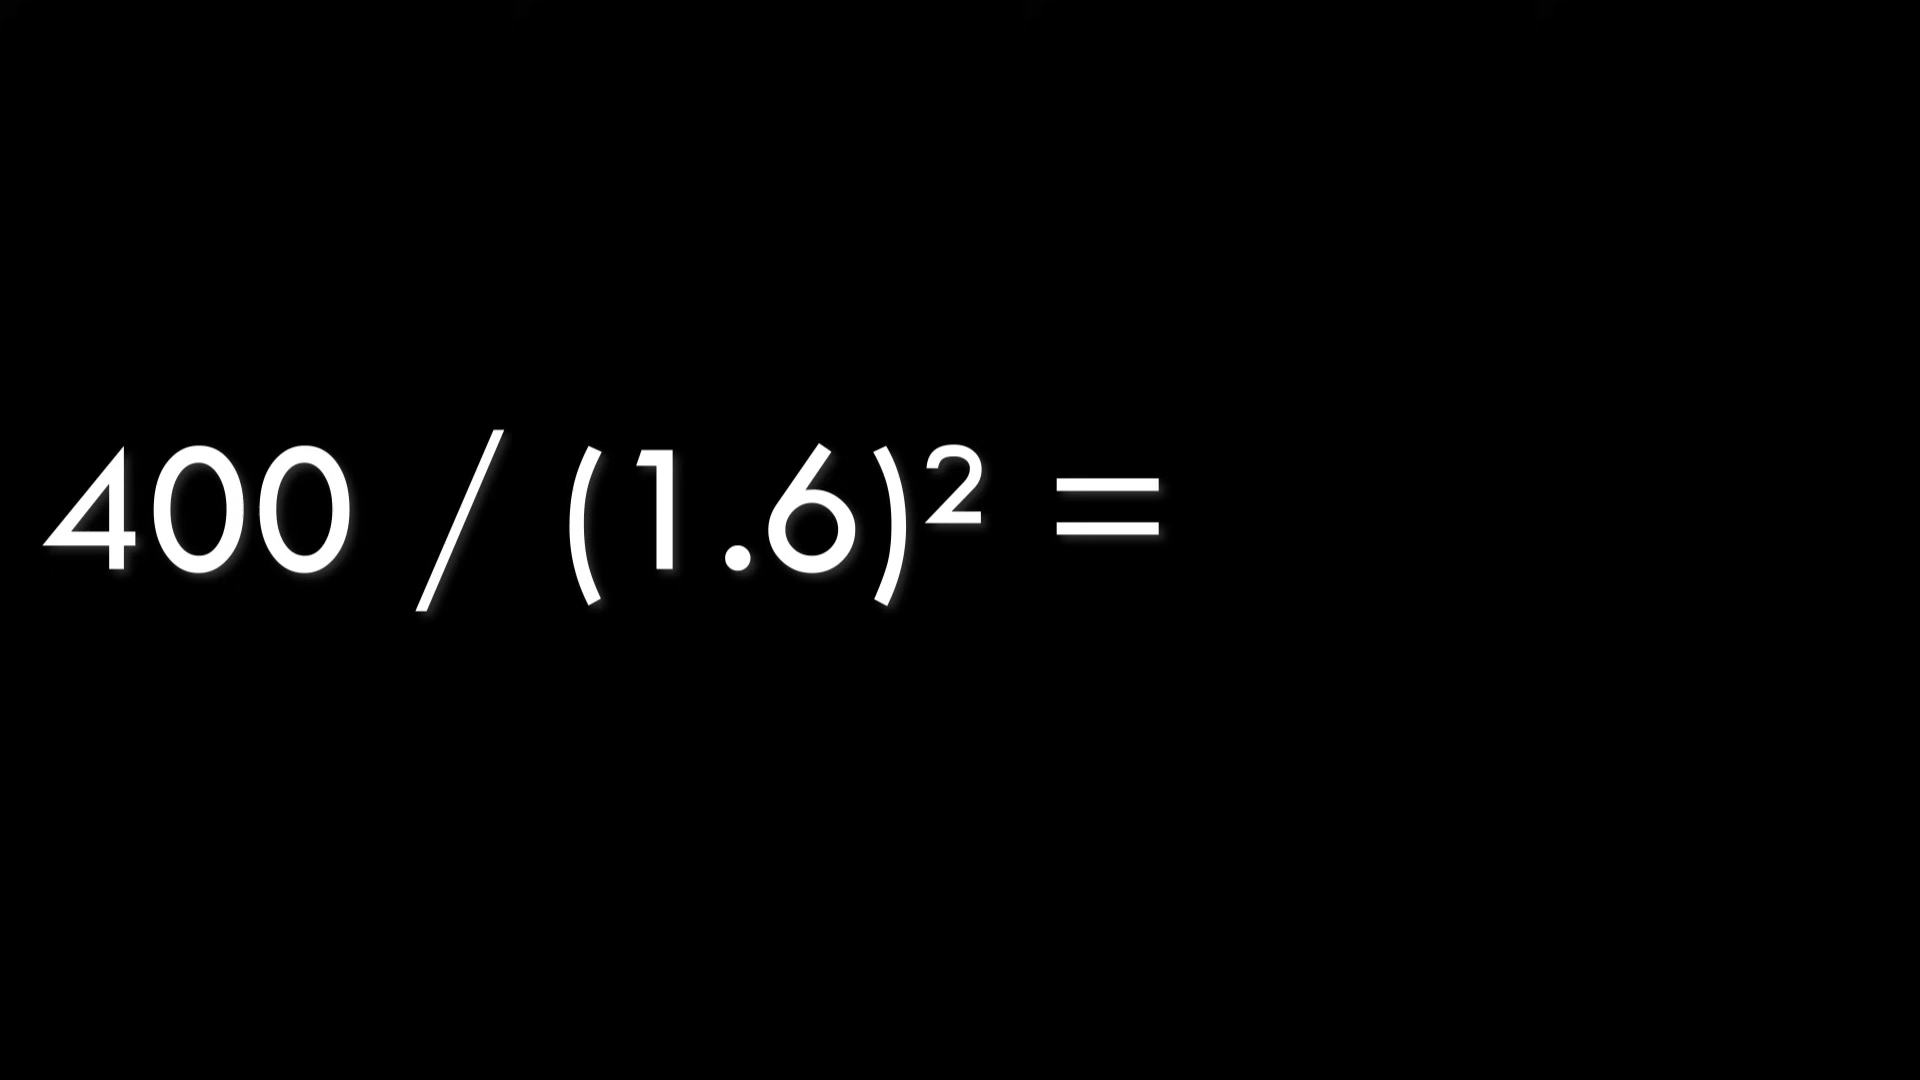 400 / (1.6)² =